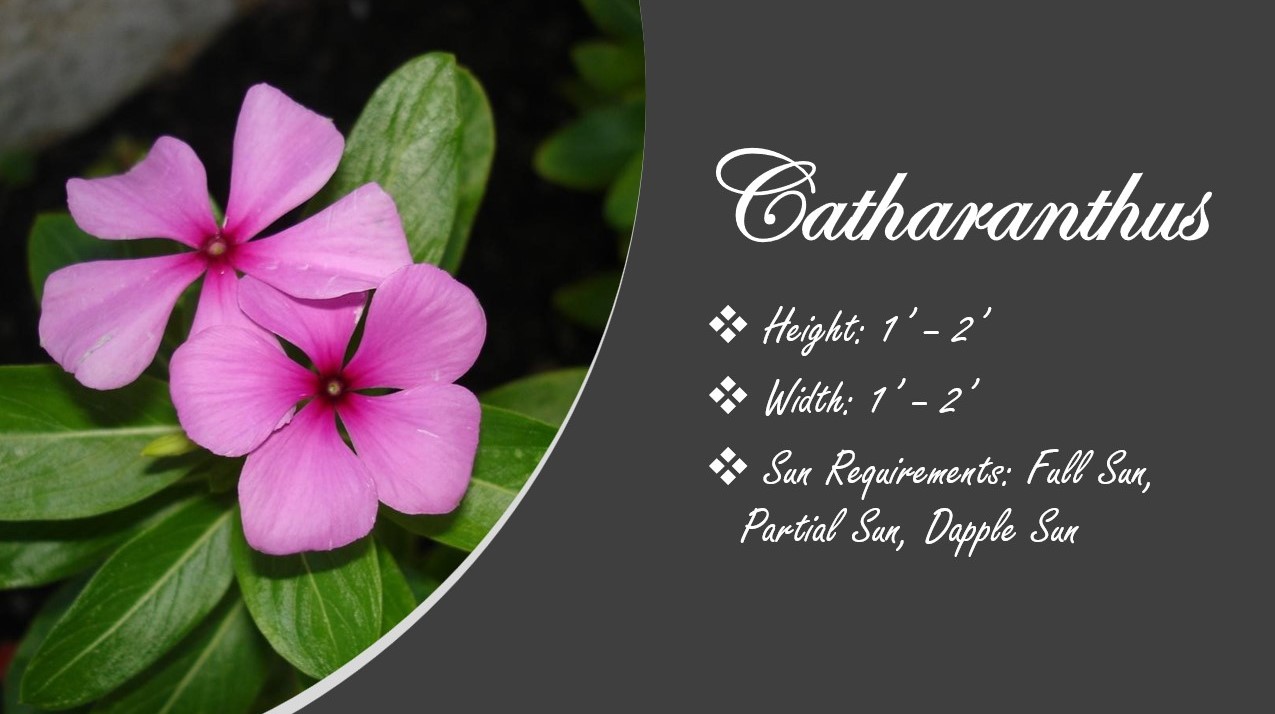 Catharanthus
❖ Height: 1’ – 2’
❖ Width: 1’ – 2’
❖ Sun Requirements: Full Sun,
Partial Sun, Dapple Sun